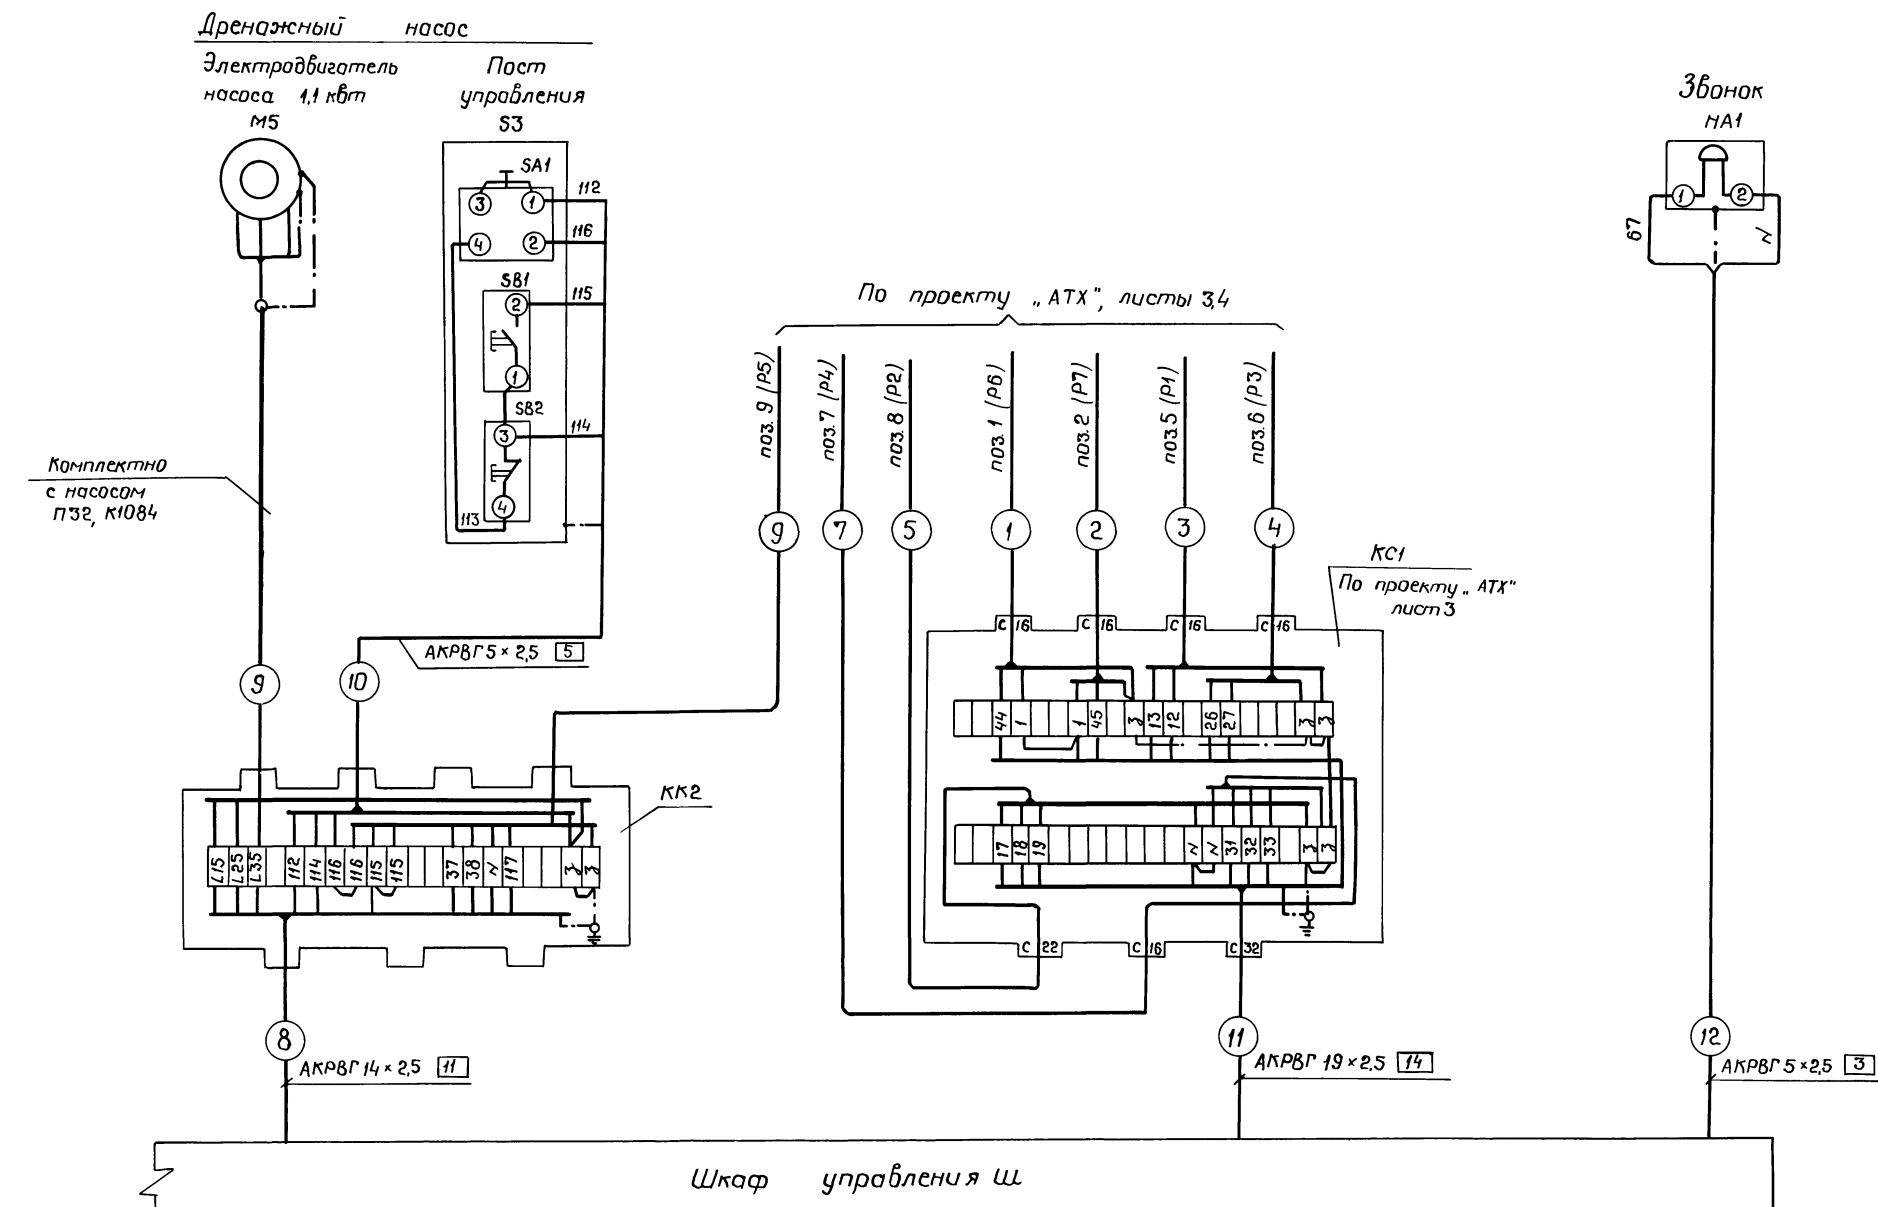 Дренажный насос
Электродвигатель
насоса 1,1 квт
М5
Пост
управления
S3
SA1
3 1
4 2
112
116
SB1
2
115
1
SB2
3
114
4
113
Звонок
НА1
1 2
67
N
По проекту „АТХ", листы 3,4
поз. 9 (Р5)
поз. 7 (Р4)
поз. 8 (Р2)
поз. 1 (Р6)
поз. 2 (Р7)
поз. 5 (Р1)
поз. 6 (Р3)
Комплектно
с насосом
П32, К1084
9 7 5 1 2 3 4
КС1
По проекту „АТХ"
лист 3
С 16 С 16 С 16 С 16
АКРВГ 5 × 2,5 5
9 10
44 1 1 45 З 13 12 26 27 З З
КК2
17 18 19 N N 31 32 33 З З
L15 L25 L35 112 114 116 116 115 115 37 38 N 117 З З
С 22 С 16 С 32
8 11 12
АКРВГ 14 × 2,5 11
АКРВГ 19 × 2,5 14
АКРВГ 5 × 2,5 3
Шкаф управления Ш